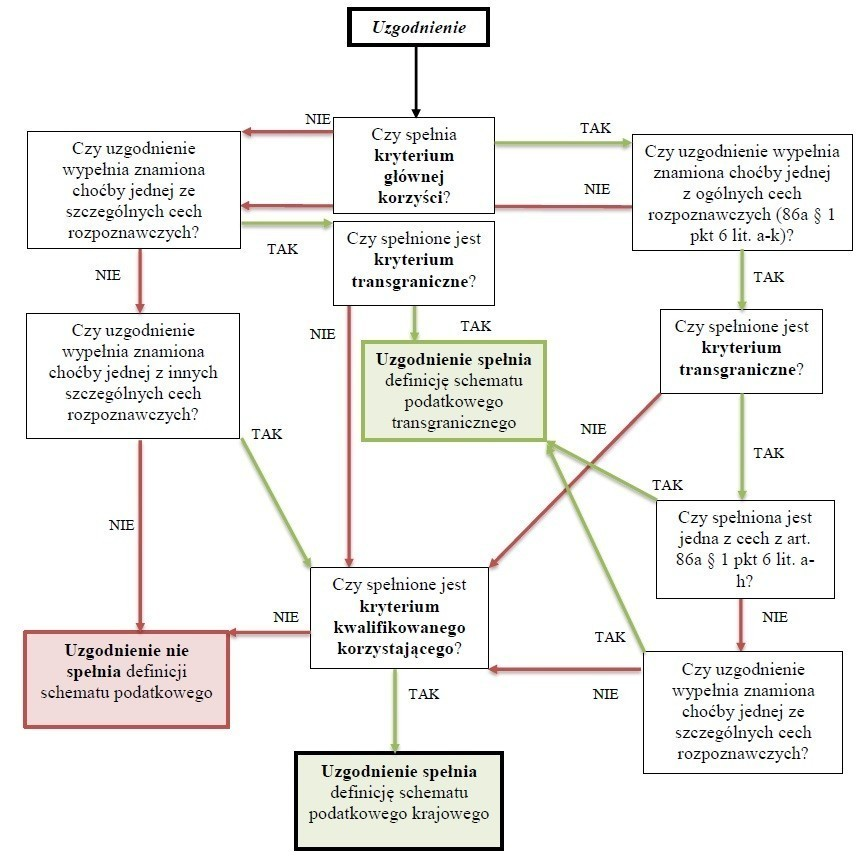 Uzgodnienie
NIE
TAK
Czy spełnia
kryterium
głównej
korzyści?
Czy uzgodnienie
wypełnia znamiona
choćby jednej ze
szczególnych cech
rozpoznawczych?
Czy uzgodnienie wypełnia
znamiona choćby jednej
z ogólnych cech
rozpoznawczych (86a § 1
pkt 6 lit. a-k)?
NIE
TAK
Czy spełnione jest
kryterium
transgraniczne?
NIE
TAK
Czy uzgodnienie
wypełnia znamiona
choćby jednej z innych
szczególnych cech
rozpoznawczych?
NIE
TAK
Czy spełnione jest
kryterium
transgraniczne?
Uzgodnienie spełnia
definicję schematu
podatkowego
transgranicznego
TAK
NIE
TAK
NIE
TAK
Czy spełniona jest
jedna z cech z art.
86a § 1 pkt 6 lit. a-
h?
Czy spełnione jest
kryterium
kwalifikowanego
korzystającego?
NIE
NIE
TAK
Uzgodnienie nie
spełnia definicji
schematu podatkowego
Czy uzgodnienie
wypełnia znamiona
choćby jednej ze
szczególnych cech
rozpoznawczych?
TAK
NIE
Uzgodnienie spełnia
definicję schematu
podatkowego krajowego